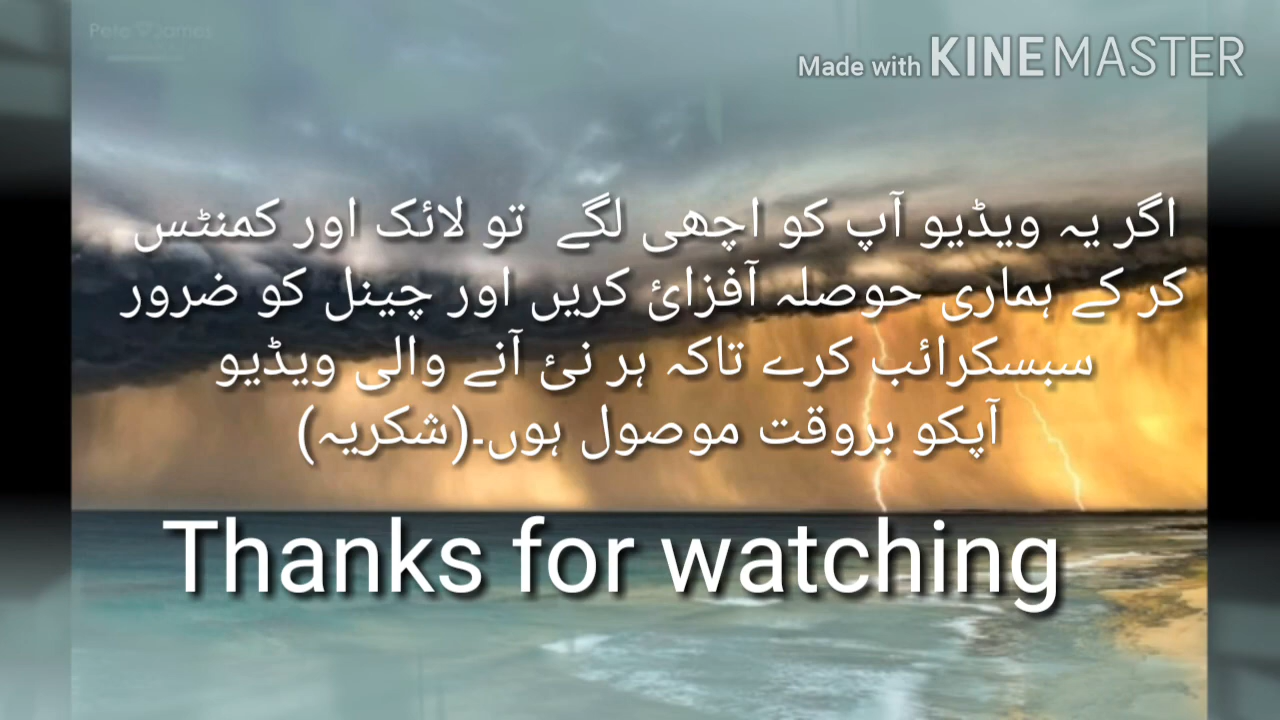 Pete ♡ James
Made with KINEMASTER
اگر یہ ویڈیو آپ کو اچھی لگے تو لائک اور کمنٹس
کر کے ہماری حوصلہ آفزائ کریں اور چینل کو ضرور
سبسکرائب کرے تاکہ ہر نئ آنے والی ویڈیو
آپکو بروقت موصول ہوں۔(شکریہ)
Thanks for watching